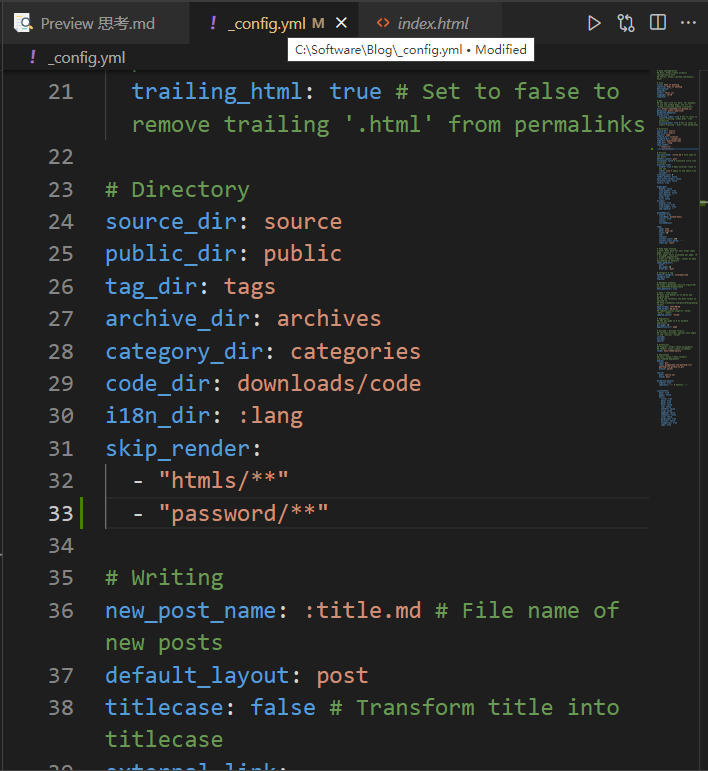 Preview 思考.md
! _config.yml M
<> index.html
C:\Software\Blog\_config.yml • Modified
! _config.yml
21 trailing_html: true # Set to false to
remove trailing '.html' from permalinks
22
23 # Directory
24 source_dir: source
25 public_dir: public
26 tag_dir: tags
27 archive_dir: archives
28 category_dir: categories
29 code_dir: downloads/code
30 i18n_dir: :lang
31 skip_render:
32 - "htmls/**"
33 - "password/**"
34
35 # Writing
36 new_post_name: :title.md # File name of
new posts
37 default_layout: post
38 titlecase: false # Transform title into
titlecase
39 external_link: